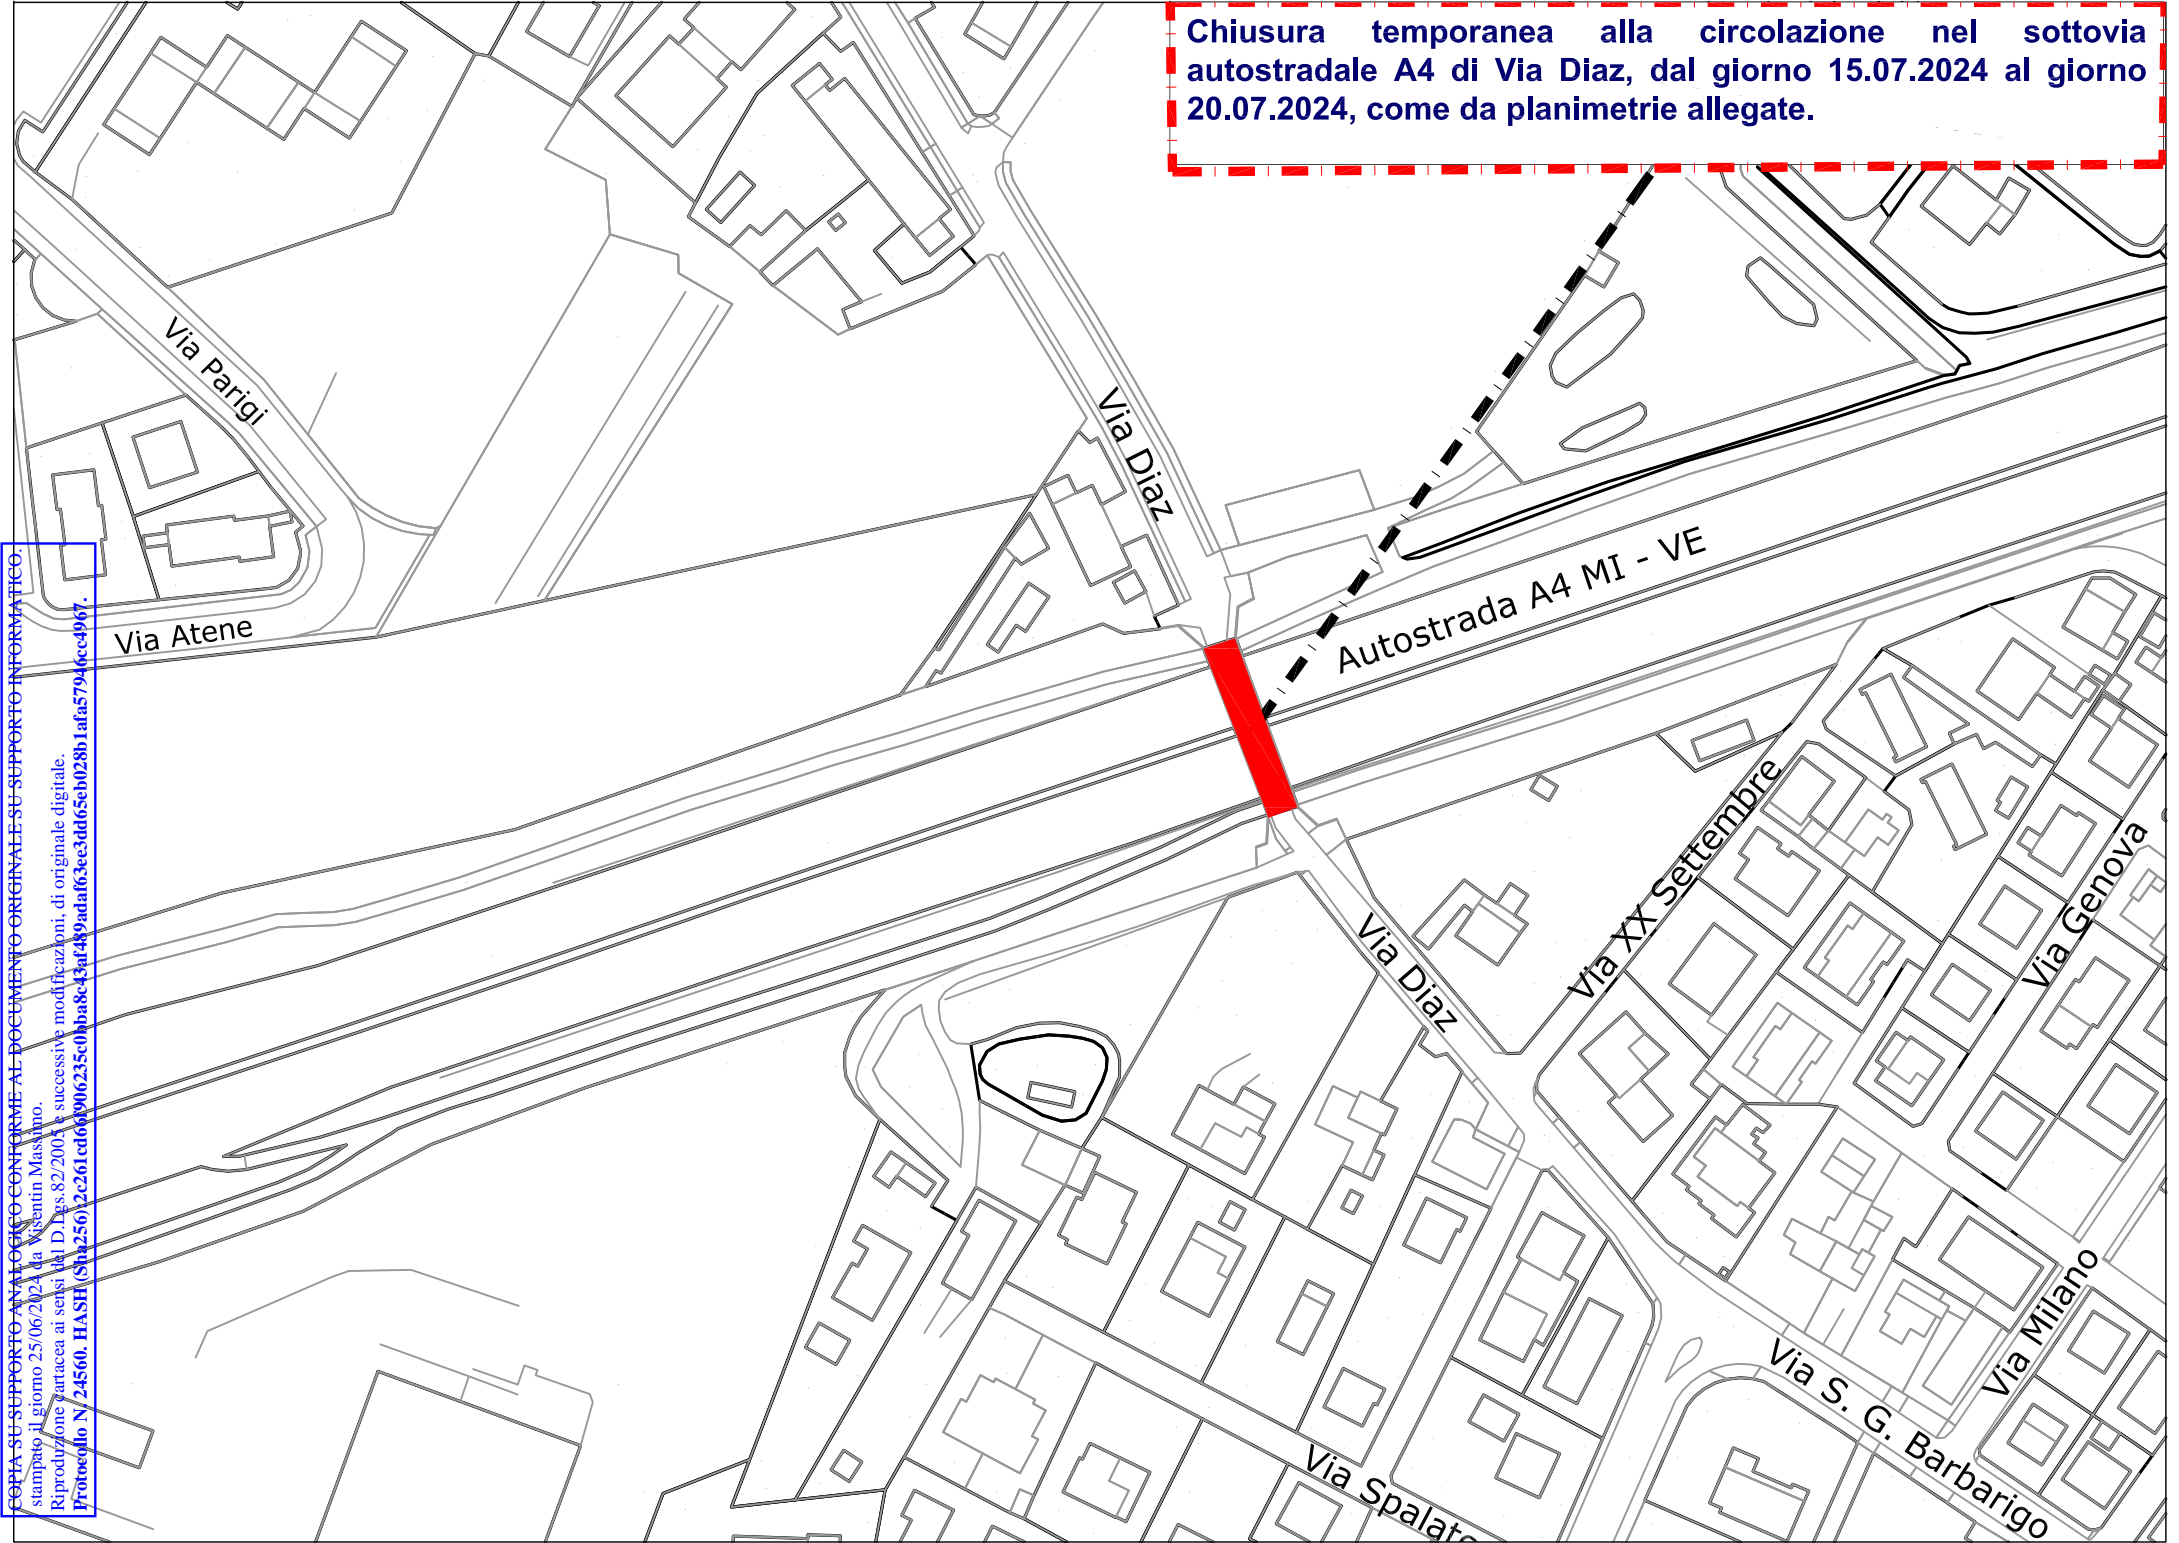 Chiusura temporanea alla circolazione nel sottovia
autostradale A4 di Via Diaz, dal giorno 15.07.2024 al giorno
20.07.2024, come da planimetrie allegate.
Via Parigi
Via Diaz
Autostrada A4 MI - VE
Via Atene
Via XX Settembre
Via Genova
Via Diaz
Via Milano
Via S. G. Barbarigo
Via Spalato
COPIA SU SUPPORTO ANALOGICO CONFORME AL DOCUMENTO ORIGINALE SU SUPPORTO INFORMATICO.
stampato il giorno 25/06/2024 da Visentin Massimo.
Riproduzione cartacea ai sensi del D.Lgs.82/2005 e successive modificazioni, di originale digitale.
Protocollo N. 24560. HASH (Sha256):